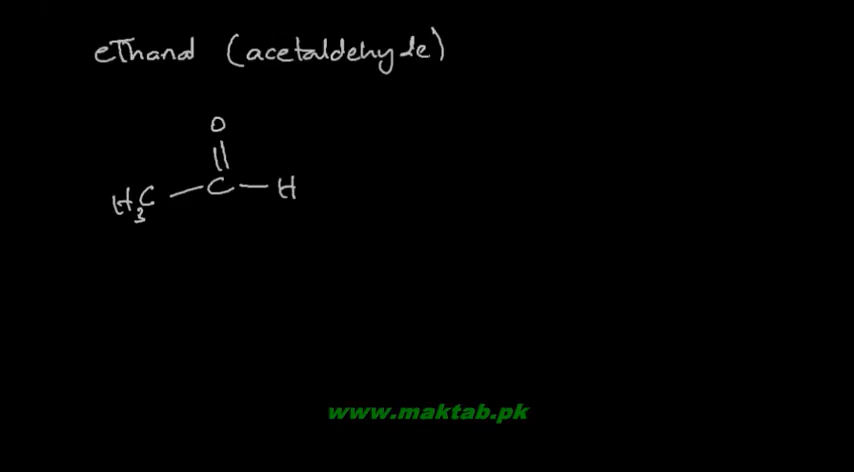 eThanal (acetaldehyde)
O
||
H₃C — C — H
www.maktab.pk